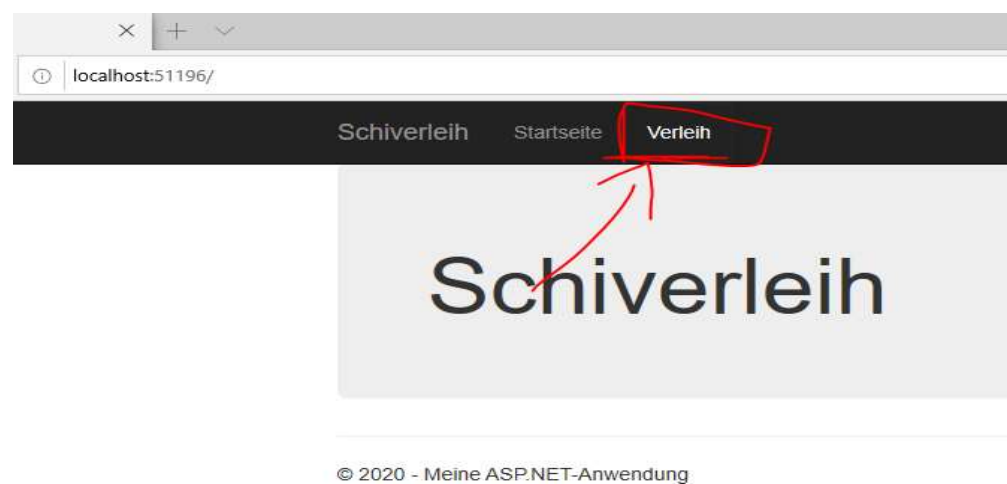 localhost:51196/
Schiverleih Startseite Verleih
Schiverleih
© 2020 - Meine ASP.NET-Anwendung